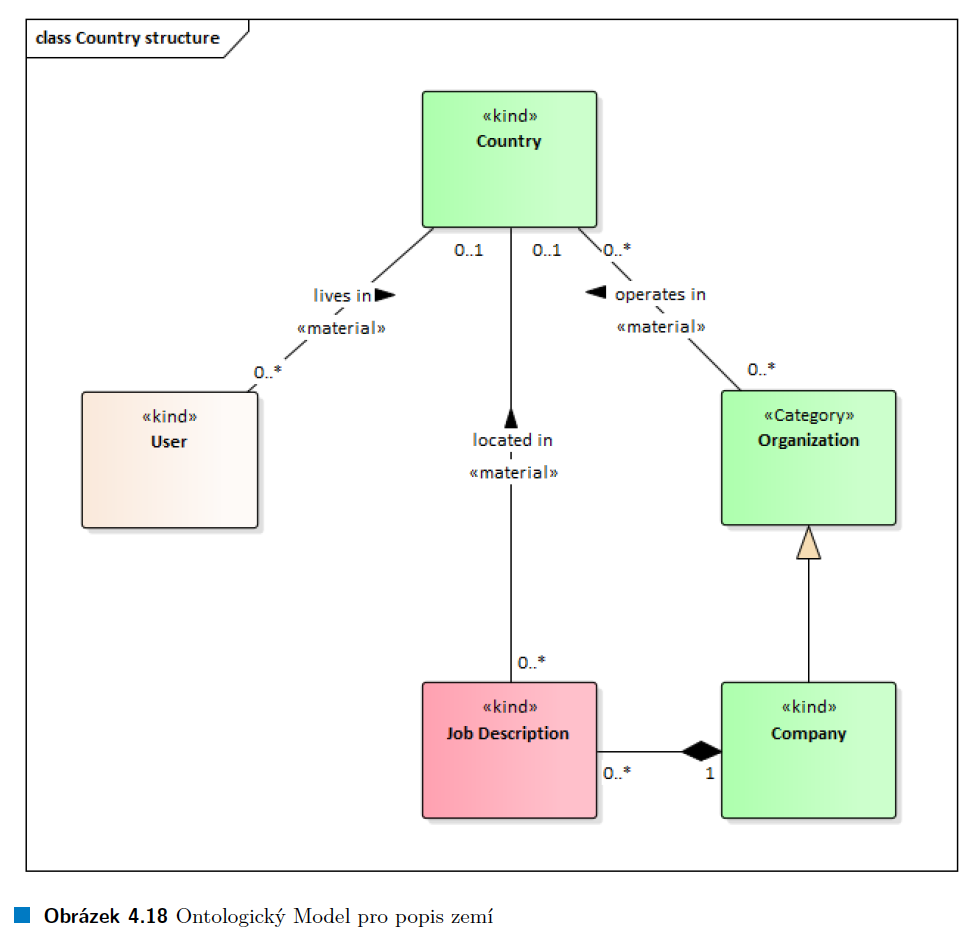 class Country structure
«kind»
Country
0..1
0..1
0..*
lives in
operates in
«material»
«material»
0..*
0..*
«kind»
User
«Category»
Organization
located in
«material»
0..*
«kind»
Job Description
«kind»
Company
0..*
1
Obrázek 4.18 Ontologický Model pro popis zemí